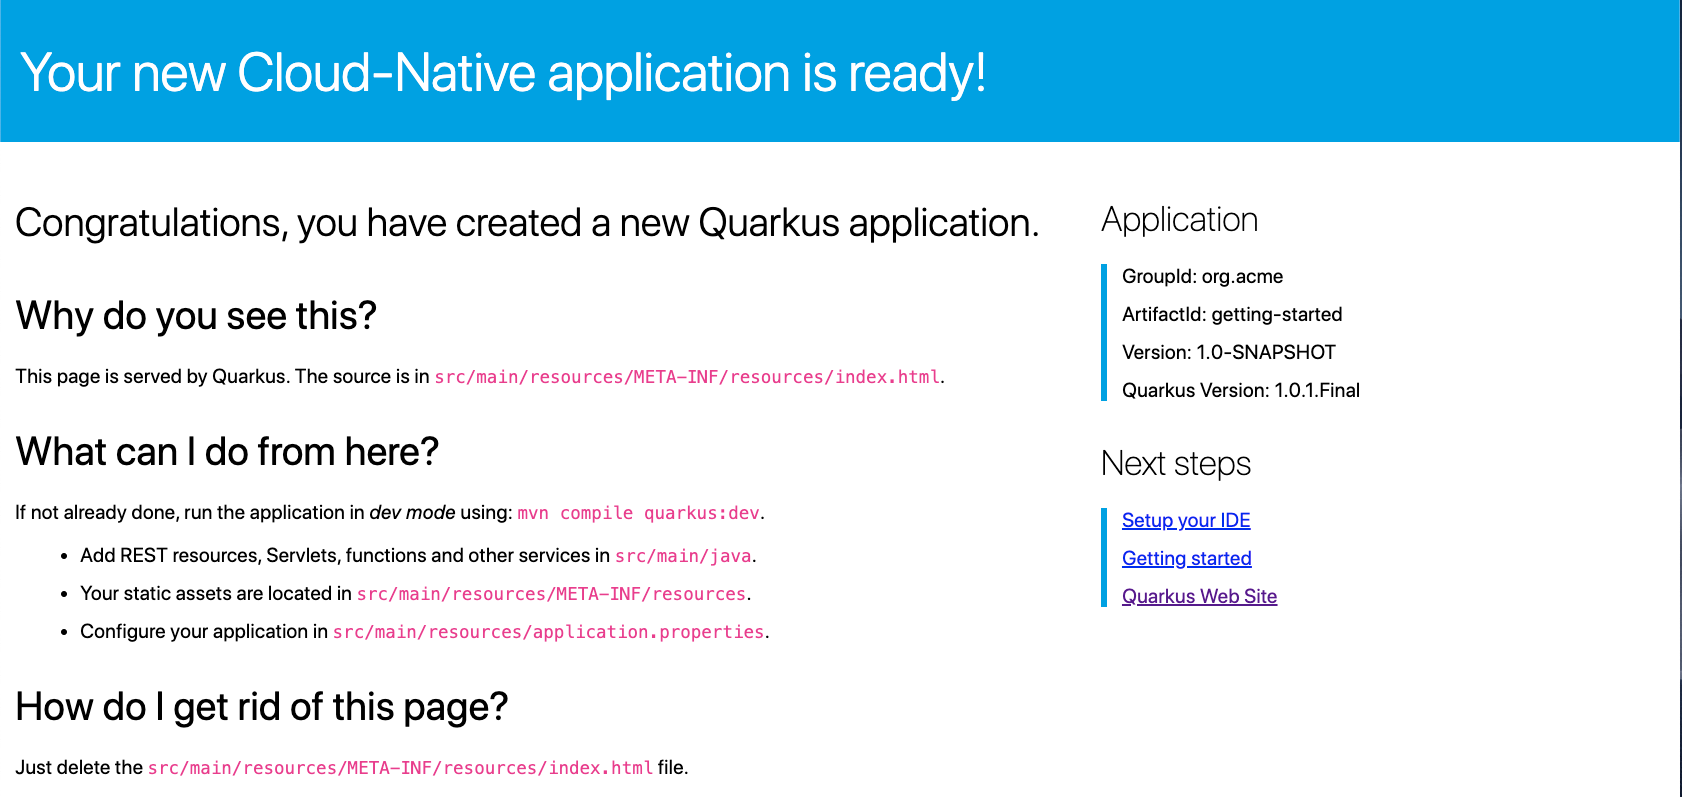 Your new Cloud-Native application is ready!
Congratulations, you have created a new Quarkus application.
Why do you see this?
This page is served by Quarkus. The source is in src/main/resources/META-INF/resources/index.html.
What can I do from here?
If not already done, run the application in dev mode using: mvn compile quarkus:dev.
• Add REST resources, Servlets, functions and other services in src/main/java.
• Your static assets are located in src/main/resources/META-INF/resources.
• Configure your application in src/main/resources/application.properties.
How do I get rid of this page?
Just delete the src/main/resources/META-INF/resources/index.html file.
Application
GroupId: org.acme
ArtifactId: getting-started
Version: 1.0-SNAPSHOT
Quarkus Version: 1.0.1.Final
Next steps
Setup your IDE
Getting started
Quarkus Web Site